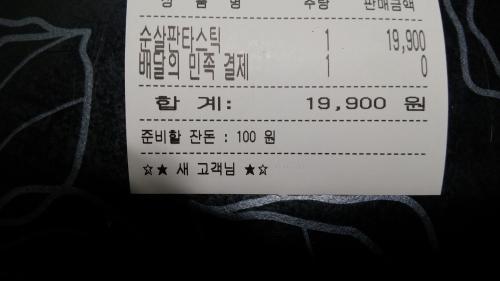 상 품 명 수량 판매금액
순살판타스틱 1 19,900
배달의 민족 결제 1 0
합 계: 19,900 원
준비할 잔돈 : 100 원
☆★ 새 고객님 ★☆